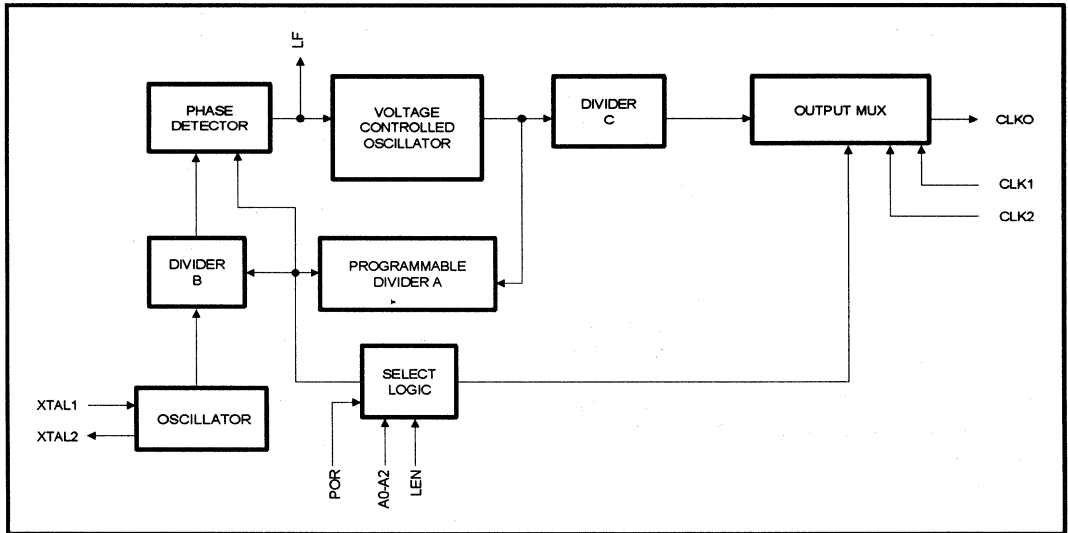 LF
PHASE
DETECTOR
VOLTAGE
CONTROLLED
OSCILLATOR
DIVIDER
C
OUTPUT MUX
CLKO
CLK1
CLK2
DIVIDER
B
PROGRAMMABLE
DIVIDER A
SELECT
LOGIC
XTAL1
XTAL2
OSCILLATOR
POR
A0-A2
LEN